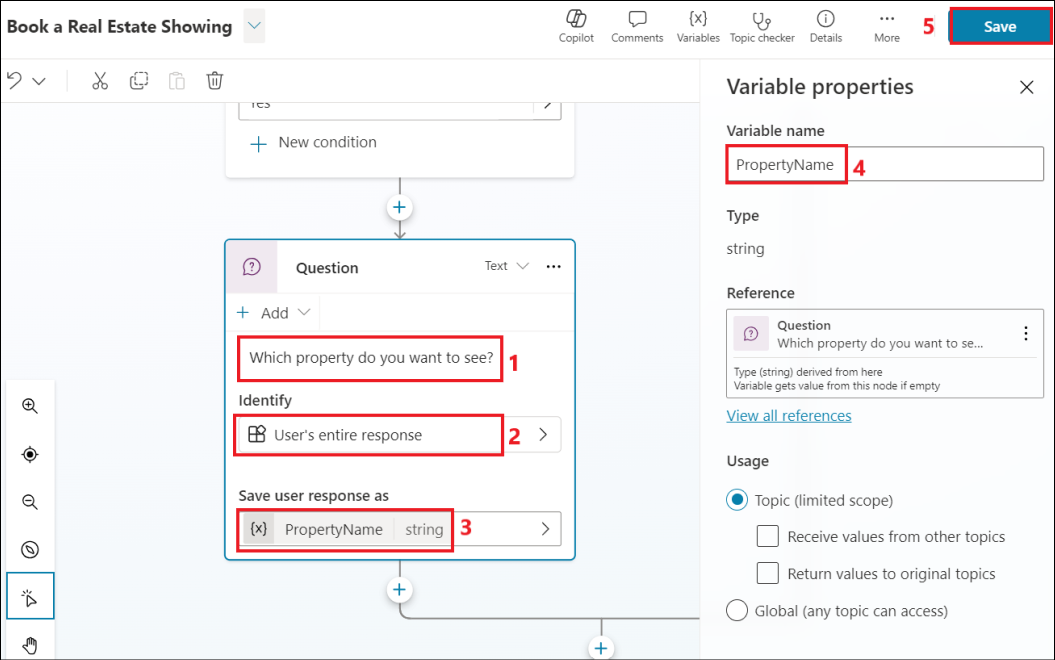 Book a Real Estate Showing
Copilot
Comments
{x}
Variables
Topic checker
Details
More
5
Save
Yes
New condition
Question
Text
Add
Which property do you want to see?
1
Identify
User's entire response
2
Save user response as
{x} PropertyName string
3
Variable properties
Variable name
PropertyName
4
Type
string
Reference
Question
Which property do you want to se...
Type (string) derived from here
Variable gets value from this node if empty
View all references
Usage
Topic (limited scope)
Receive values from other topics
Return values to original topics
Global (any topic can access)